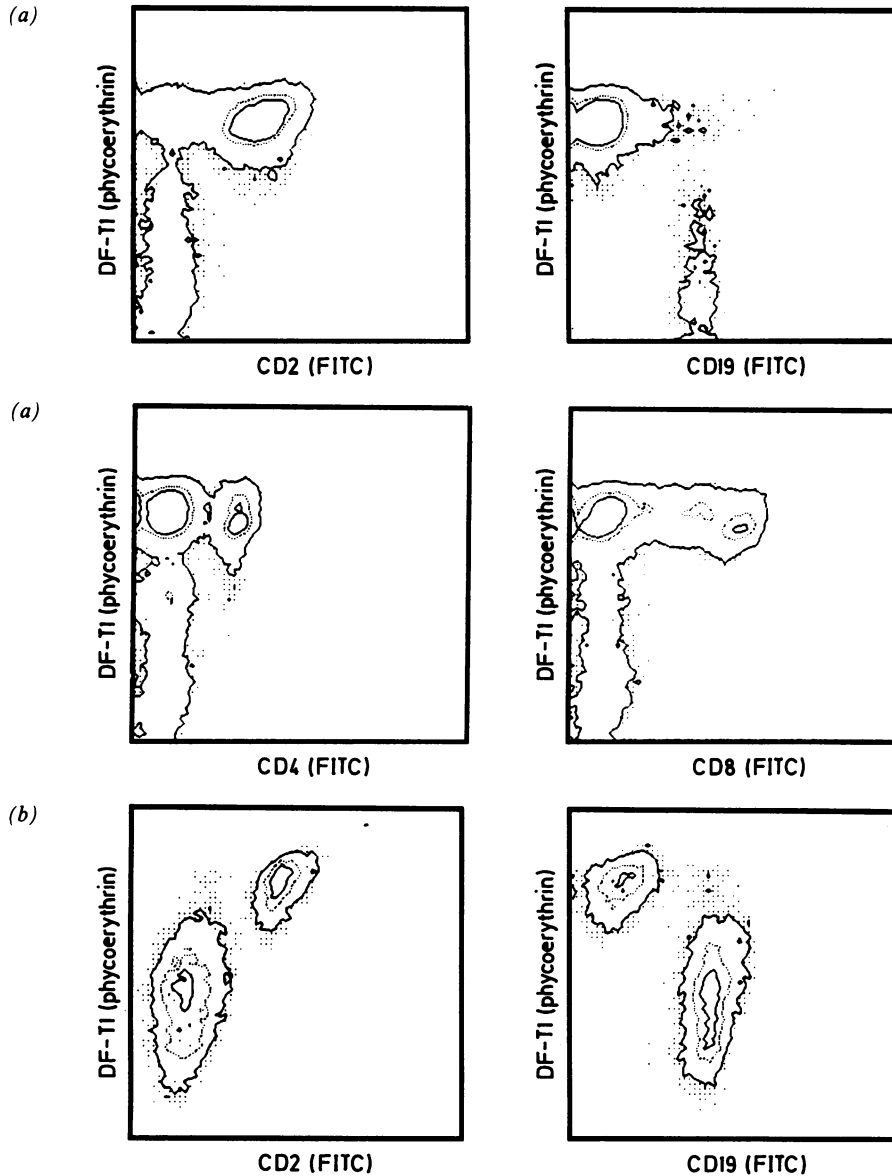 (a)
DF-T1 (phycoerythrin)
CD2 (FITC)
DF-T1 (phycoerythrin)
CD19 (FITC)
(a)
DF-T1 (phycoerythrin)
CD4 (FITC)
DF-T1 (phycoerythrin)
CD8 (FITC)
(b)
DF-T1 (phycoerythrin)
CD2 (FITC)
DF-T1 (phycoerythrin)
CD19 (FITC)